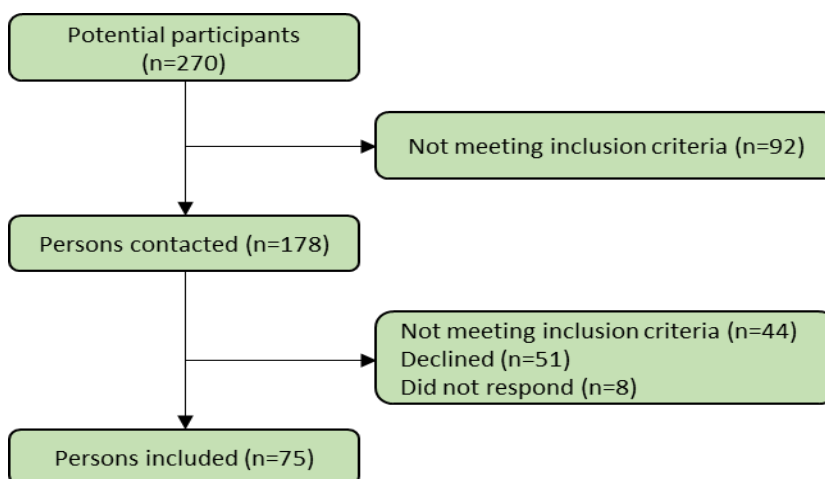 Potential participants
(n=270)
Not meeting inclusion criteria (n=92)
Persons contacted (n=178)
Not meeting inclusion criteria (n=44)
Declined (n=51)
Did not respond (n=8)
Persons included (n=75)